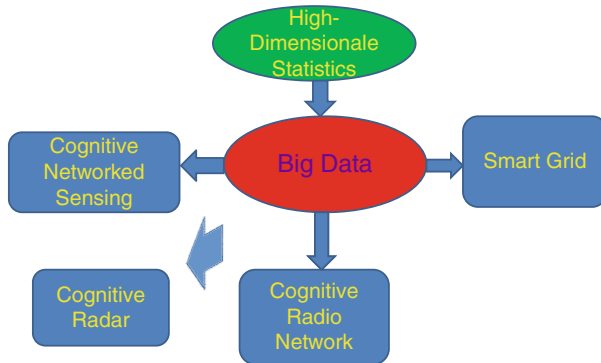 High-
Dimensionale
Statistics
Cognitive
Networked
Sensing
Big Data
Smart Grid
Cognitive
Radar
Cognitive
Radio
Network